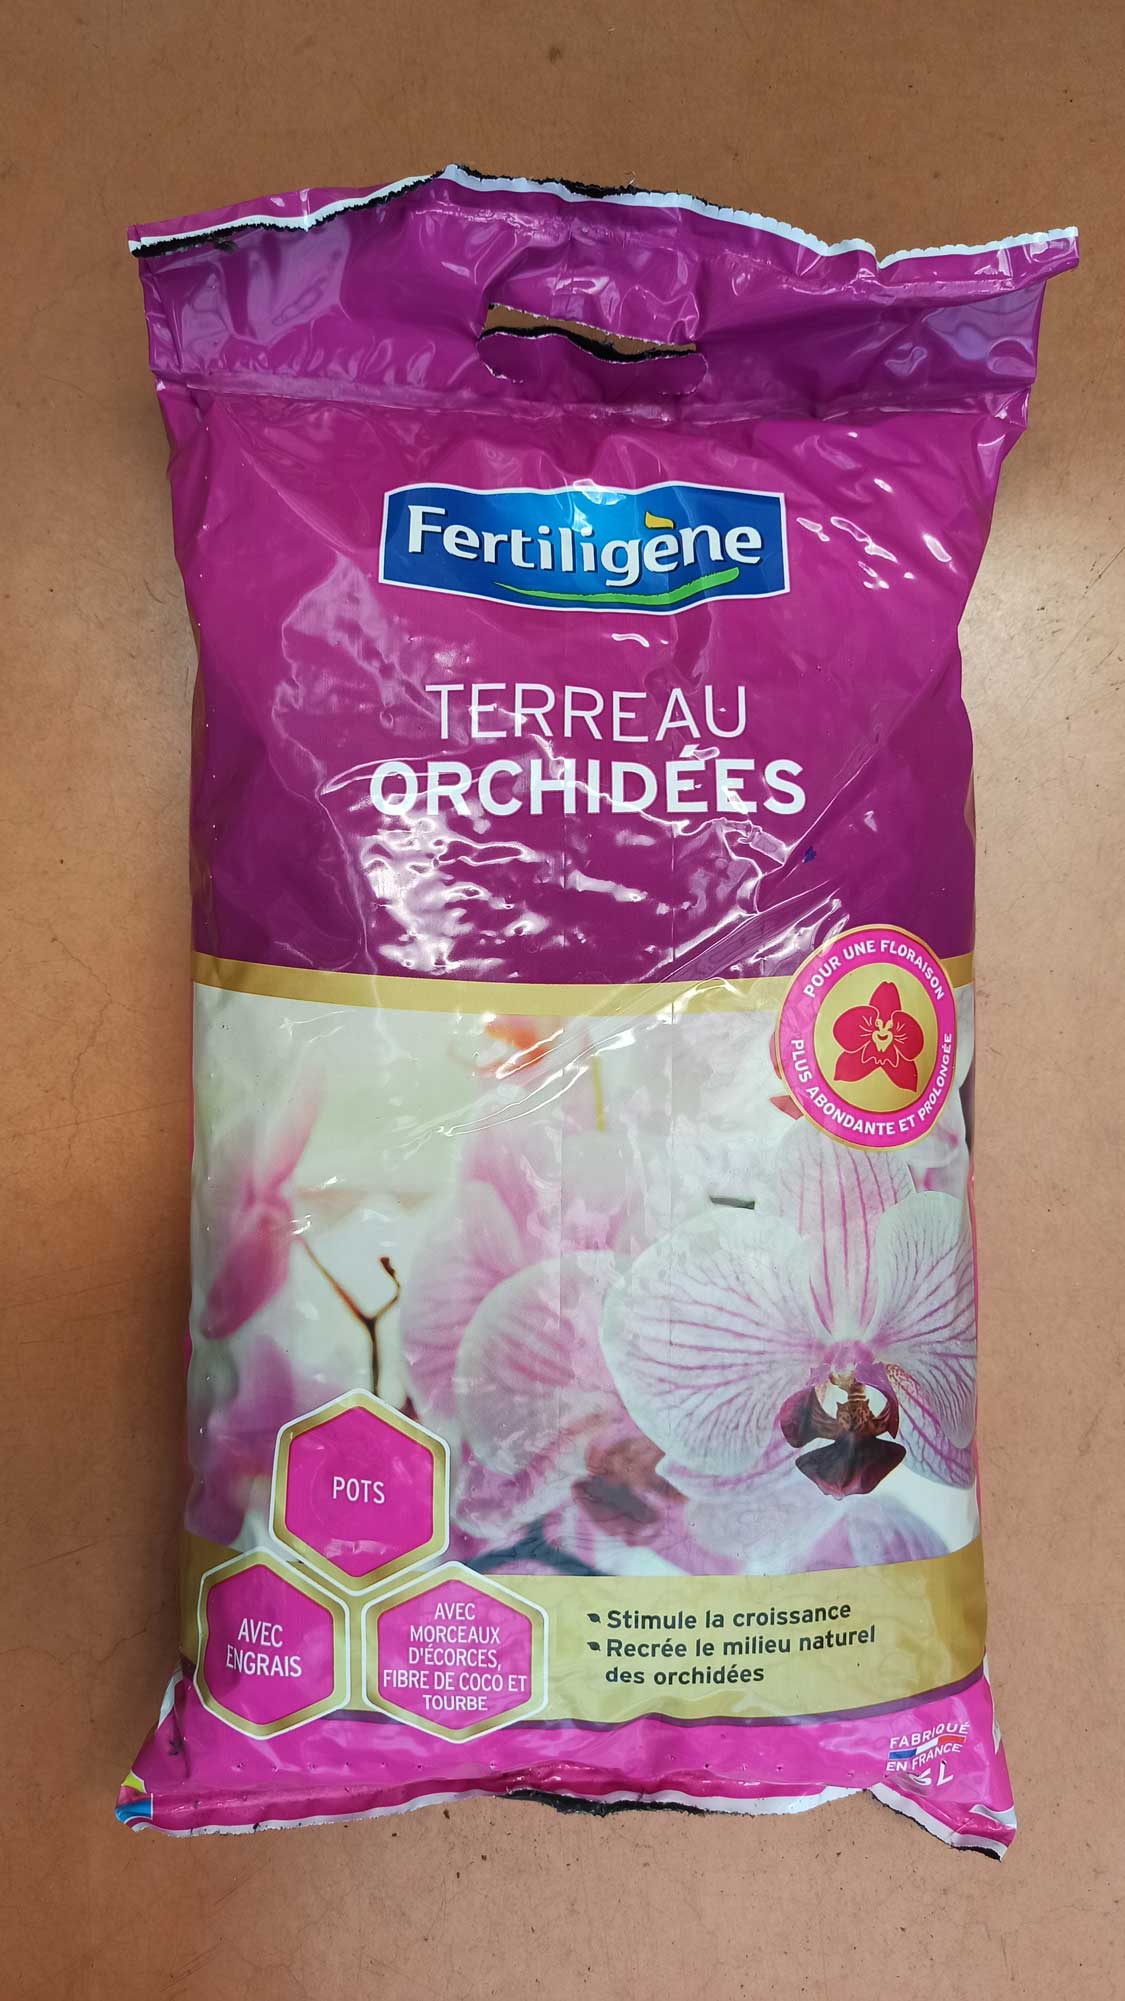 Fertiligène
TERREAU
ORCHIDÉES
POUR UNE FLORAISON
PLUS ABONDANTE ET PROLONGÉE
POTS
AVEC
ENGRAIS
AVEC
MORCEAUX
D'ÉCORCES,
FIBRE DE COCO ET
TOURBE
Stimule la croissance
Recrée le milieu naturel
des orchidées
FABRIQUÉ
EN FRANCE